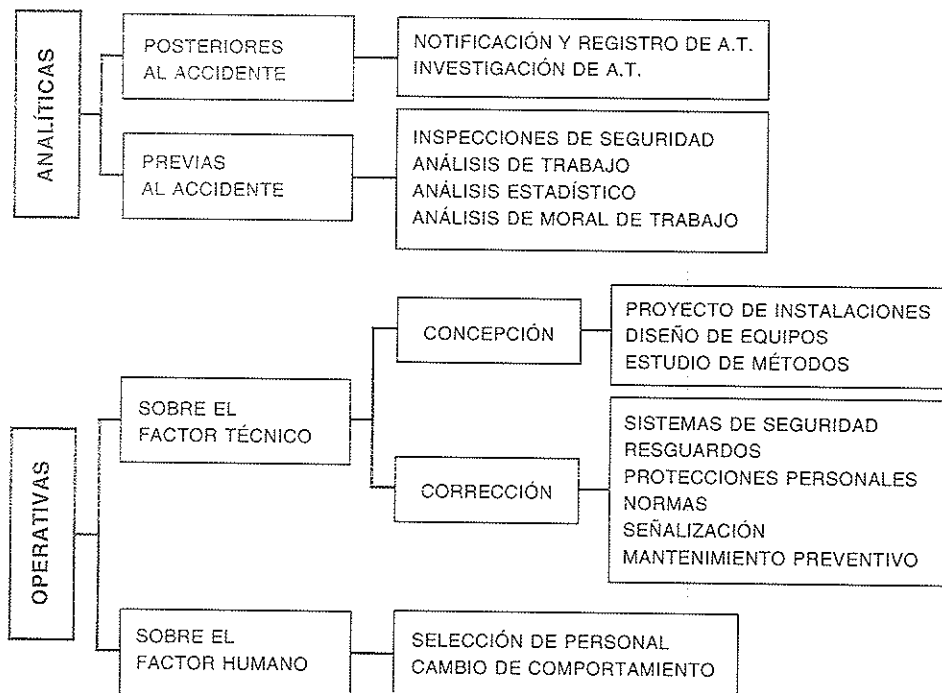 ANALÍTICAS
POSTERIORES
AL ACCIDENTE
NOTIFICACIÓN Y REGISTRO DE A.T.
INVESTIGACIÓN DE A.T.
PREVIAS
AL ACCIDENTE
INSPECCIONES DE SEGURIDAD
ANÁLISIS DE TRABAJO
ANÁLISIS ESTADÍSTICO
ANÁLISIS DE MORAL DE TRABAJO
OPERATIVAS
SOBRE EL
FACTOR TÉCNICO
CONCEPCIÓN
PROYECTO DE INSTALACIONES
DISEÑO DE EQUIPOS
ESTUDIO DE MÉTODOS
CORRECCIÓN
SISTEMAS DE SEGURIDAD
RESGUARDOS
PROTECCIONES PERSONALES
NORMAS
SEÑALIZACIÓN
MANTENIMIENTO PREVENTIVO
SOBRE EL
FACTOR HUMANO
SELECCIÓN DE PERSONAL
CAMBIO DE COMPORTAMIENTO